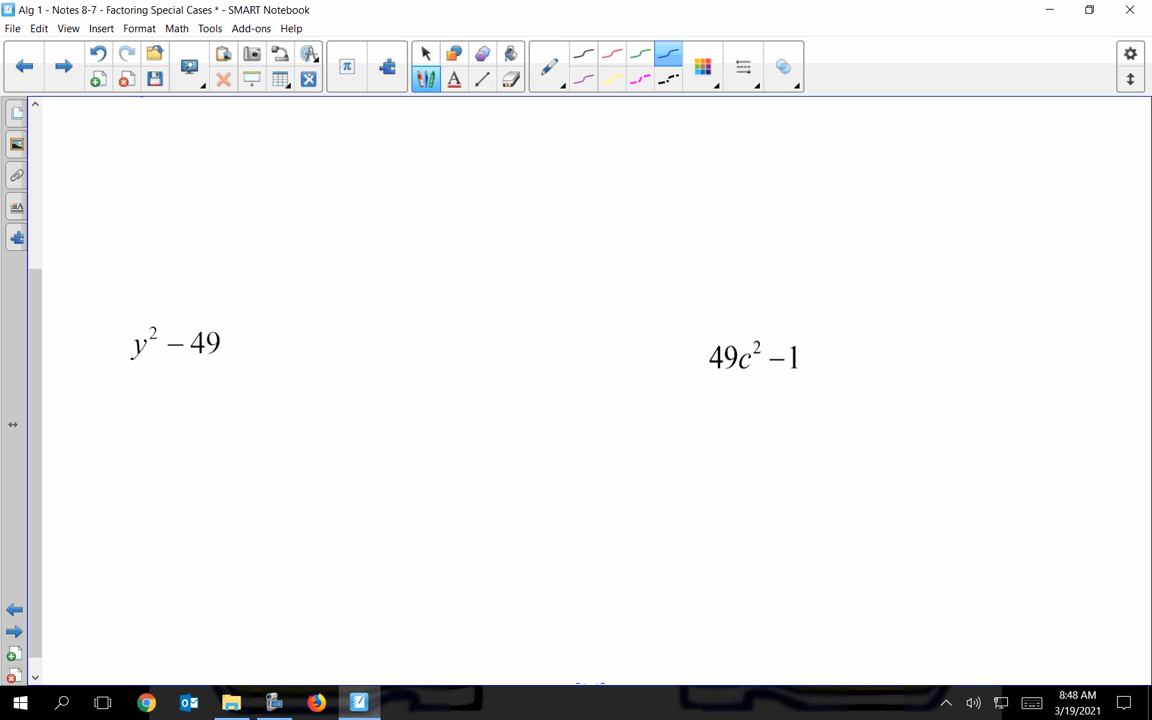 Alg 1 - Notes 8-7 - Factoring Special Cases * - SMART Notebook
File Edit View Insert Format Math Tools Add-ons Help
π
A
y² – 49
49c² – 1
8:48 AM
3/19/2021